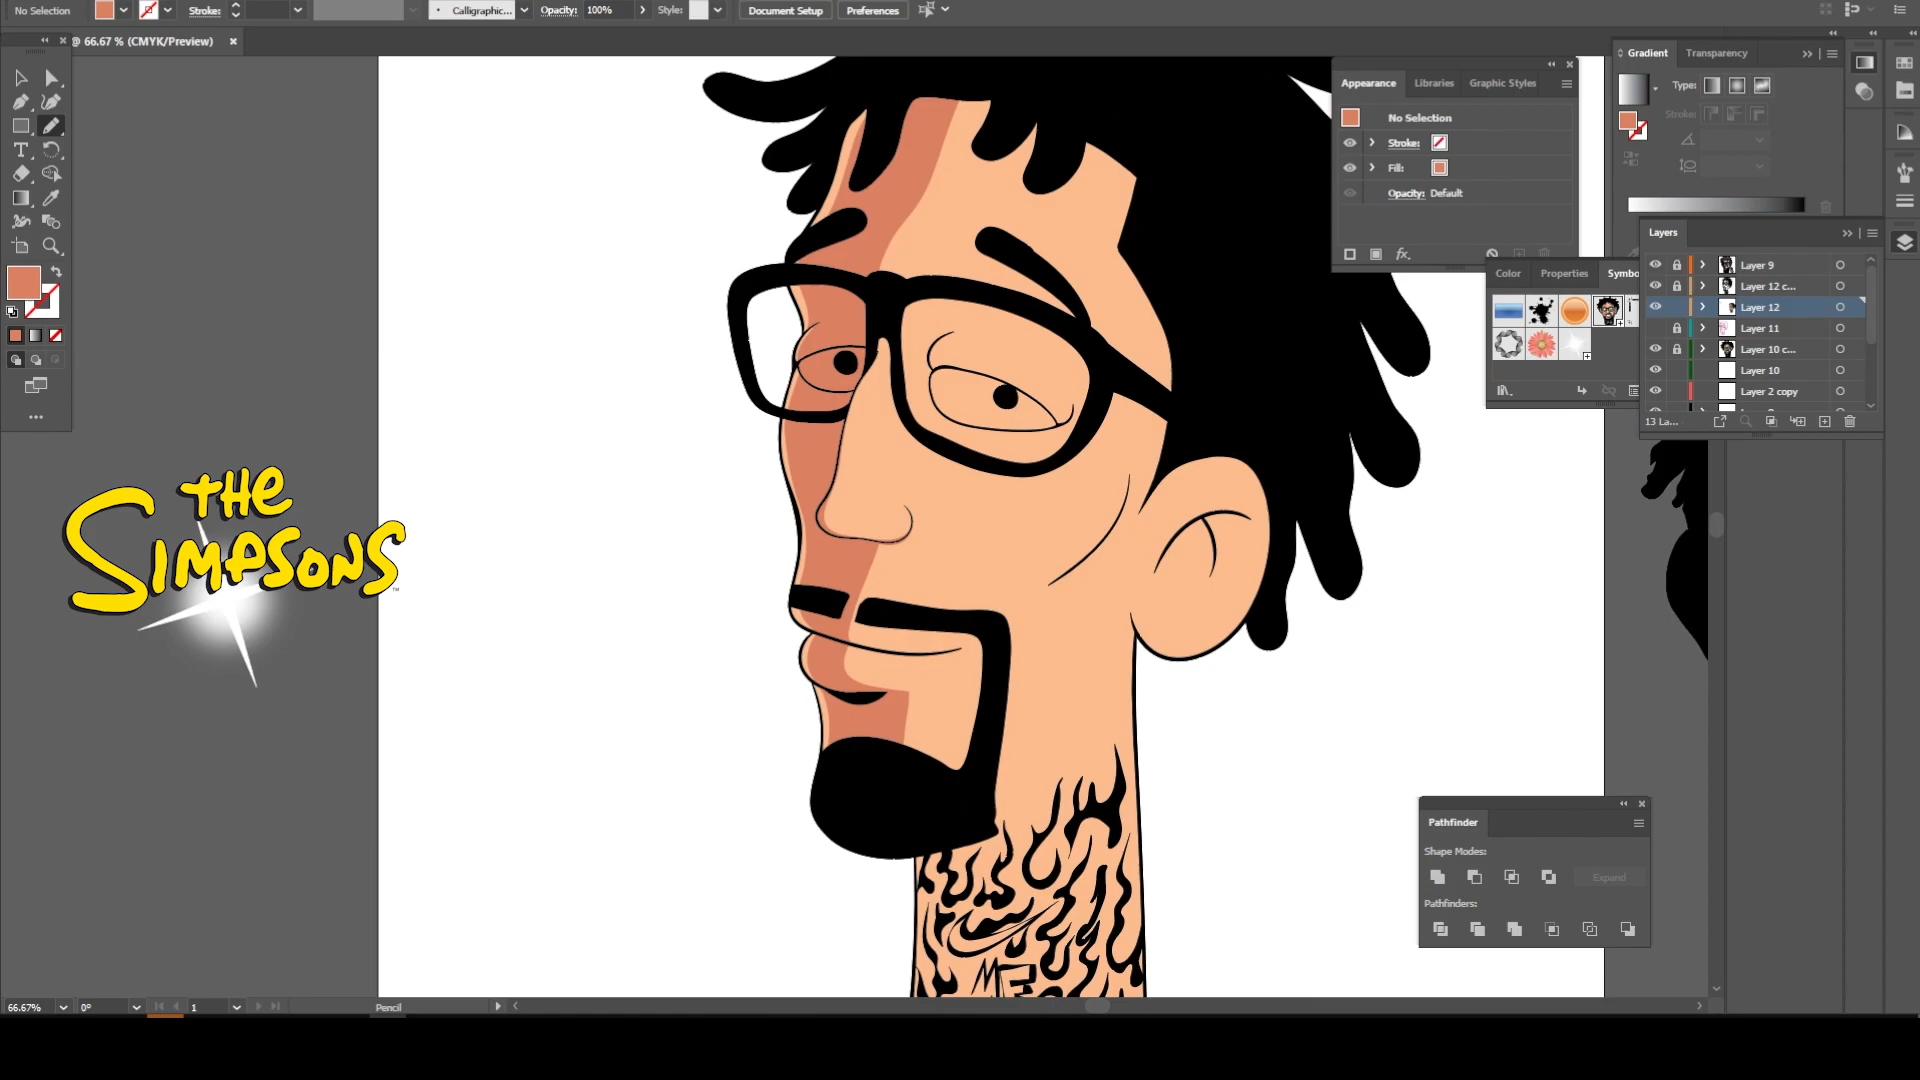 No Selection
Stroke:
Calligraphic...
Opacity:
100%
Style:
Document Setup
Preferences
@ 66.67 % (CMYK/Preview)
Gradient
Transparency
Type:
Stroke:
Appearance
Libraries
Graphic Styles
No Selection
Stroke:
Fill:
Opacity: Default
Layers
Layer 9
Layer 12 c...
Layer 12
Layer 11
Layer 10 c...
Layer 10
Layer 2 copy
13 La...
Color
Properties
Symbo
THE
SIMPSONS
TM
Pathfinder
Shape Modes:
Expand
Pathfinders:
ME
66.67%
0°
1
Pencil